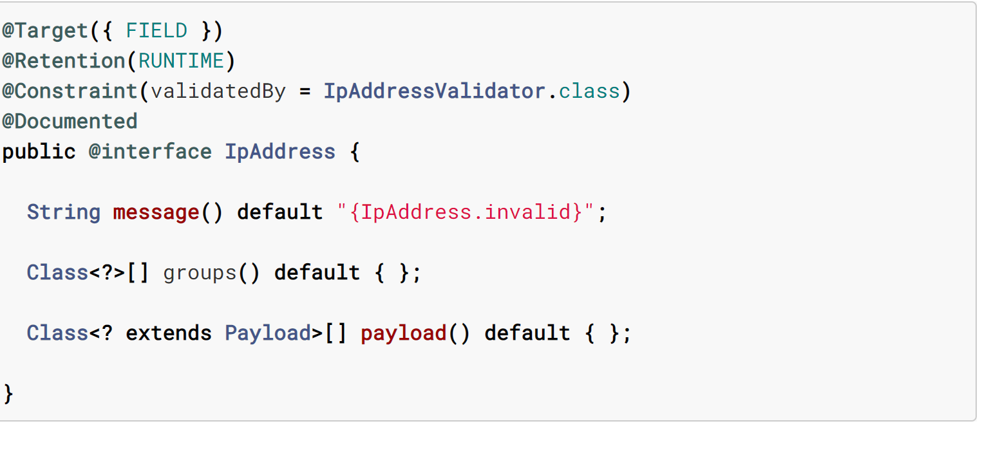 @Target({ FIELD })
@Retention(RUNTIME)
@Constraint(validatedBy = IpAddressValidator.class)
@Documented
public @interface IpAddress {
String message() default "{IpAddress.invalid}";
Class<?>[] groups() default { };
Class<? extends Payload>[] payload() default { };
}